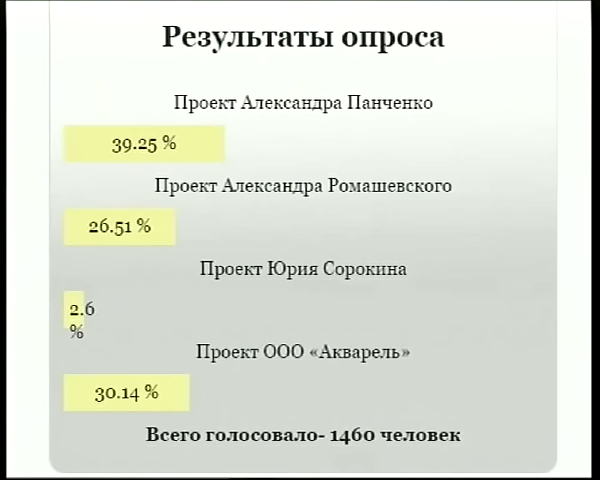 Результаты опроса
Проект Александра Панченко
39.25 %
Проект Александра Ромашевского
26.51 %
Проект Юрия Сорокина
2.6
%
Проект ООО «Акварель»
30.14 %
Всего голосовало- 1460 человек